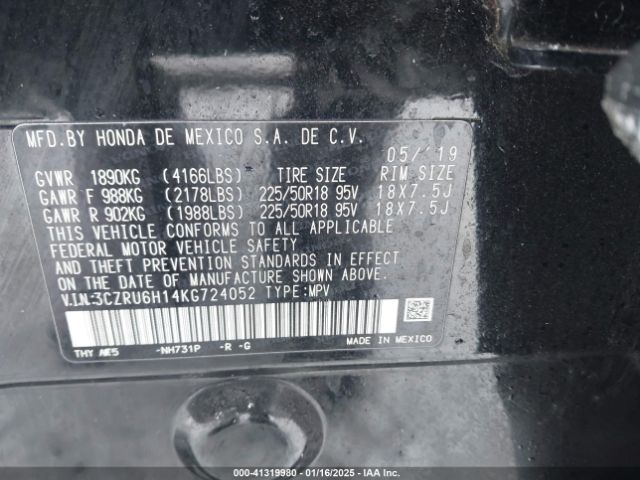 MFD.BY HONDA DE MEXICO S.A. DE C.V.
05/'19
GVWR 1890KG (4166LBS) TIRE SIZE RIM SIZE
GAWR F 988KG (2178LBS) 225/50R18 95V 18X7.5J
GAWR R 902KG (1988LBS) 225/50R18 95V 18X7.5J
THIS VEHICLE CONFORMS TO ALL APPLICABLE
FEDERAL MOTOR VEHICLE SAFETY
AND THEFT PREVENTION STANDARDS IN EFFECT
ON THE DATE OF MANUFACTURE SHOWN ABOVE.
V.I.N:3CZRU6H14KG724052 TYPE:MPV
THY -NH731P -R -G MADE IN MEXICO
000-41319980 - 01/16/2025 - IAA Inc.